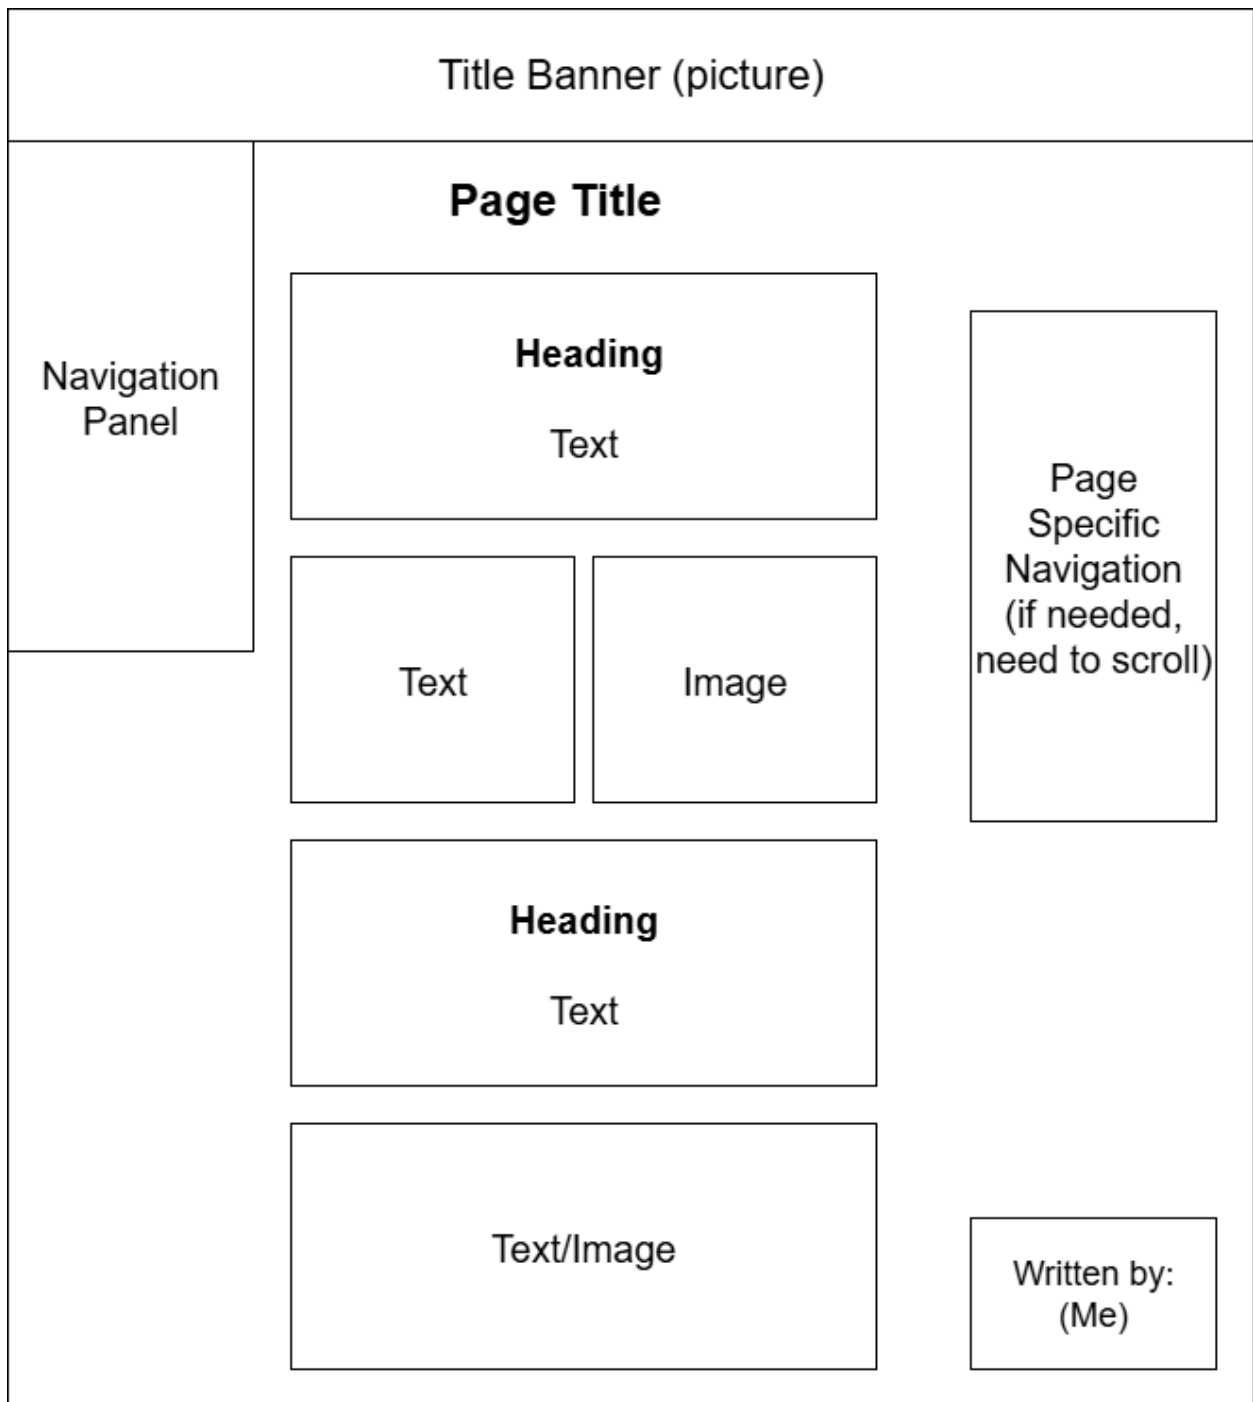 Title Banner (picture)
Page Title
Navigation
Panel
Heading
Text
Page
Specific
Navigation
(if needed,
need to scroll)
Text
Image
Heading
Text
Text/Image
Written by:
(Me)